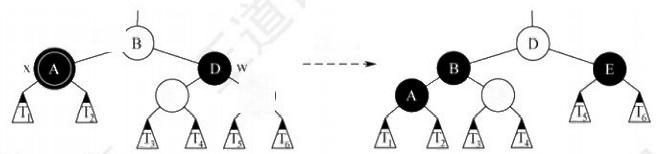 B D
x A D w B E
A
T₁ T₂ T₁ T₂ T₃ T₄ T₅ T₆
T₃ T₄ T₅ T₆